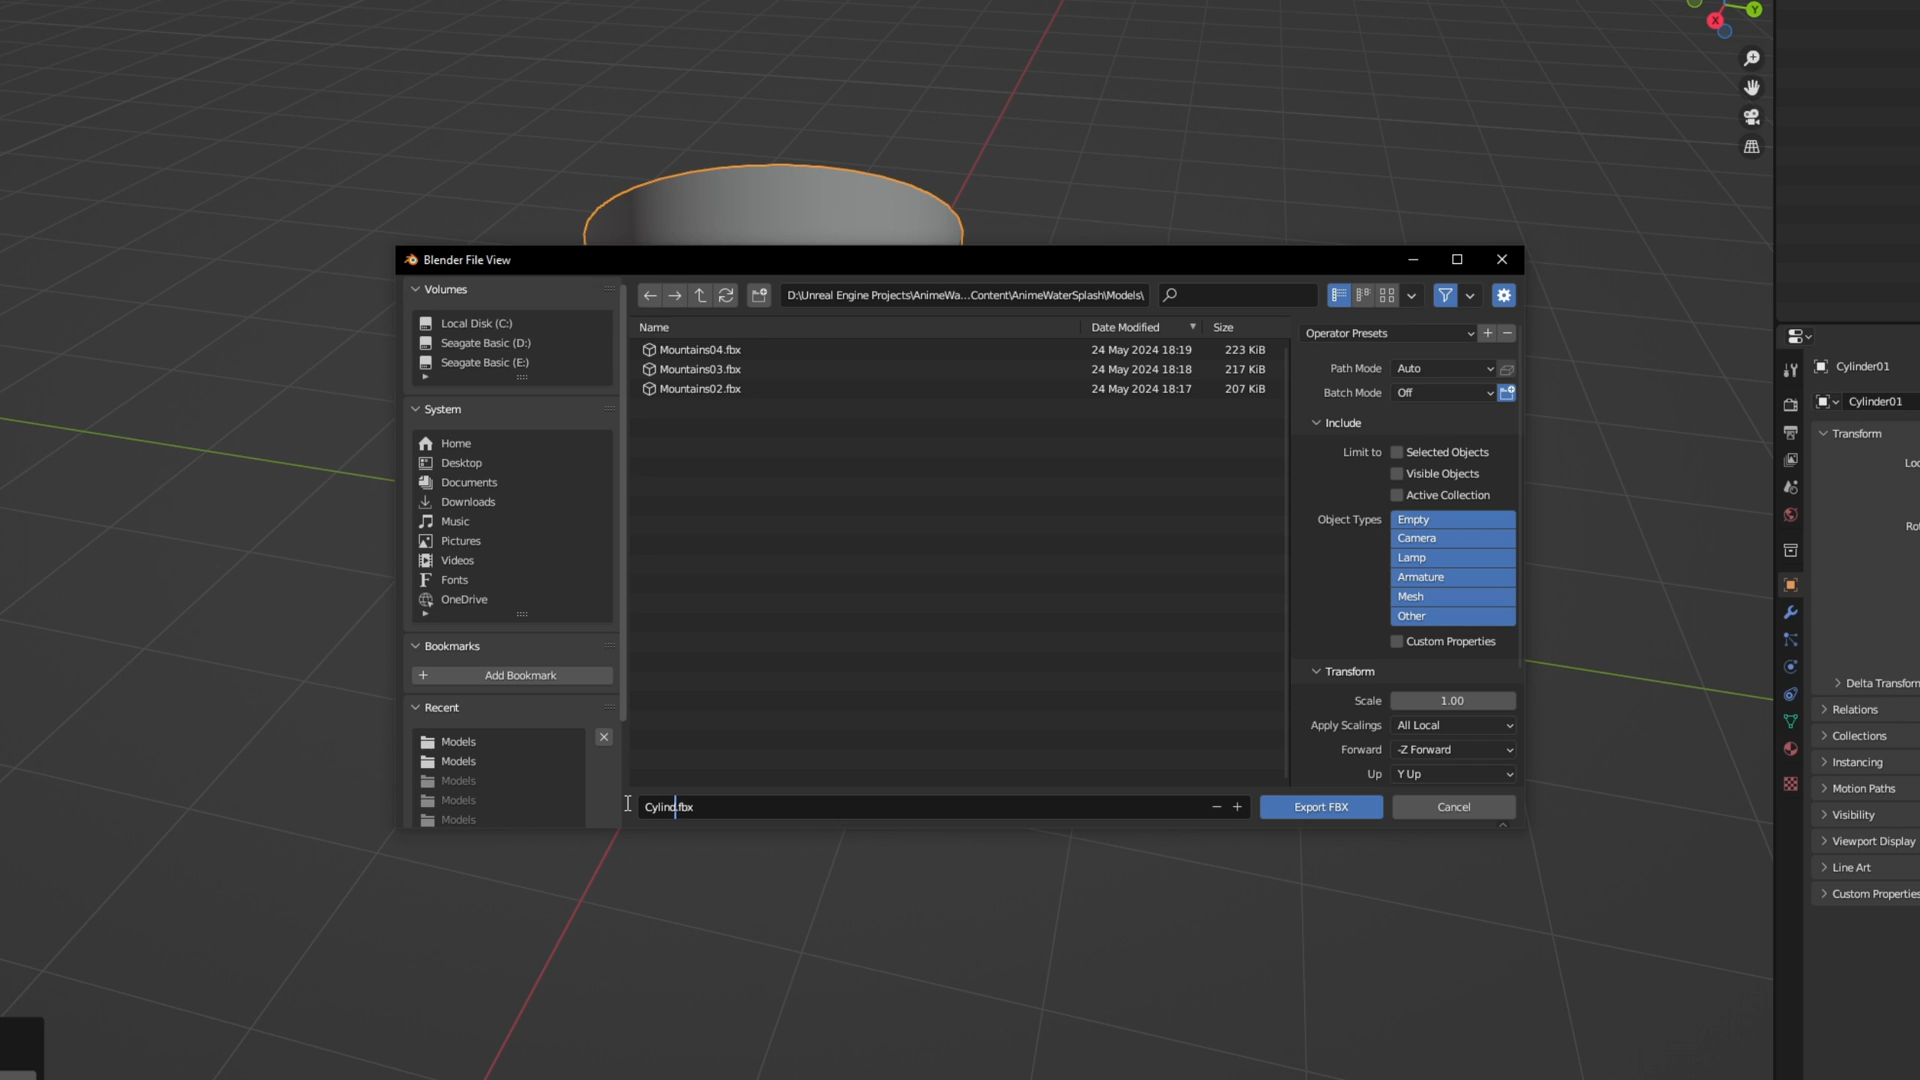 Y
X
Blender File View
Volumes
Local Disk (C:)
Seagate Basic (D:)
Seagate Basic (E:)
System
Home
Desktop
Documents
Downloads
Music
Pictures
Videos
Fonts
OneDrive
Bookmarks
Add Bookmark
Recent
Models
Models
Models
Models
Models
D:\Unreal Engine Projects\AnimeWa...Content\AnimeWaterSplash\Models\
Name Date Modified Size
Mountains04.fbx 24 May 2024 18:19 223 KiB
Mountains03.fbx 24 May 2024 18:18 217 KiB
Mountains02.fbx 24 May 2024 18:17 207 KiB
Cylind.fbx
Operator Presets
Path Mode Auto
Batch Mode Off
Include
Limit to Selected Objects
Visible Objects
Active Collection
Object Types Empty
Camera
Lamp
Armature
Mesh
Other
Custom Properties
Transform
Scale 1.00
Apply Scalings All Local
Forward -Z Forward
Up Y Up
Export FBX
Cancel
Cylinder01
Cylinder01
Transform
Loc
Rot
Delta Transform
Relations
Collections
Instancing
Motion Paths
Visibility
Viewport Display
Line Art
Custom Properties